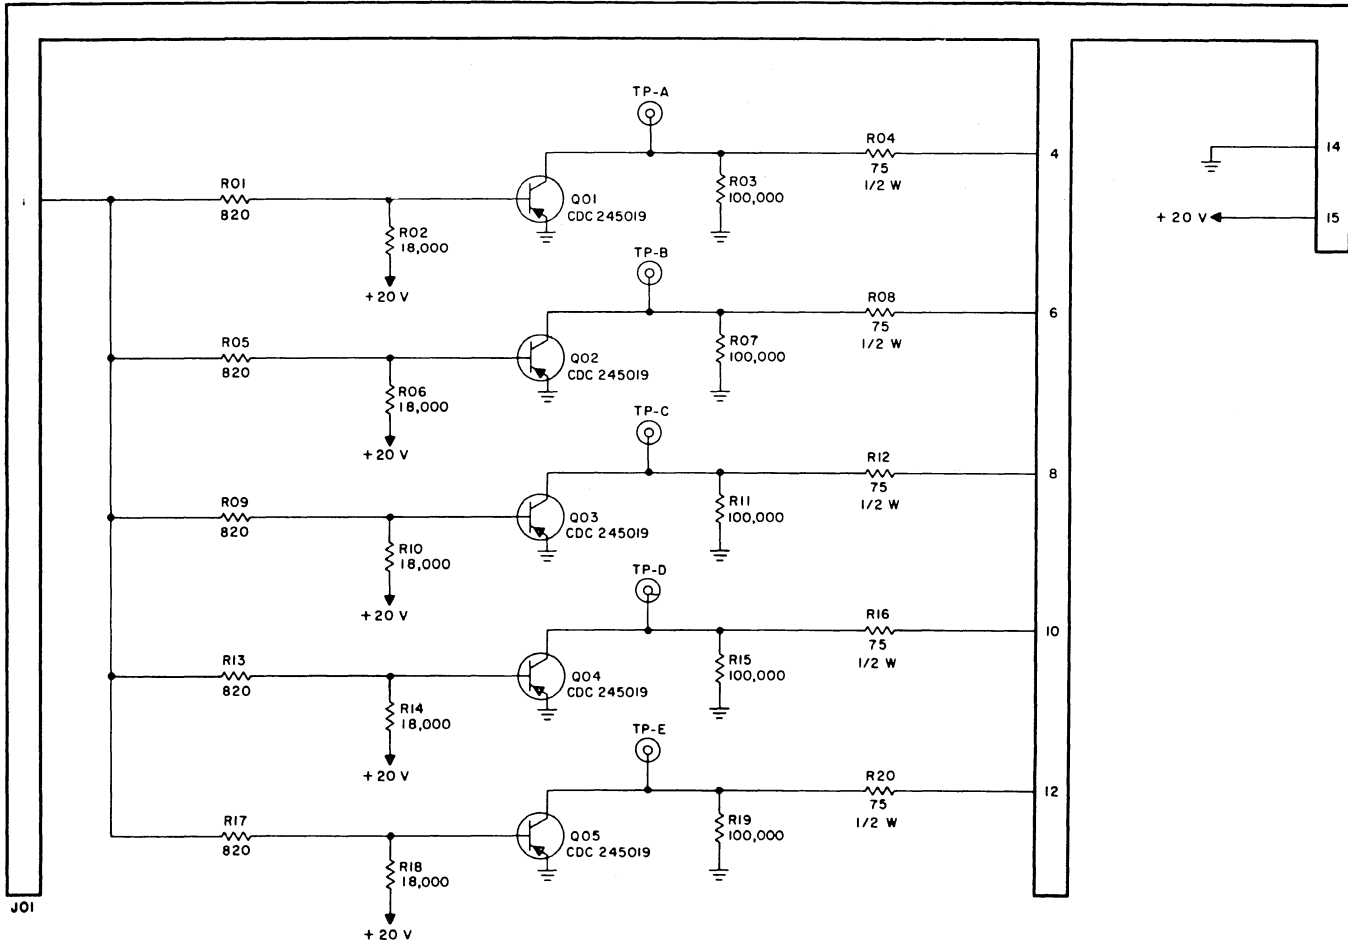 TP-A
R04
75
1/2 W
4
14
R01
820
Q01
CDC 245019
R03
100,000
R02
18,000
+20 V
+ 20 V
15
1
TP-B
R08
75
1/2 W
6
R05
820
Q02
CDC 245019
R07
100,000
R06
18,000
+20 V
TP-C
R12
75
1/2 W
8
R09
820
Q03
CDC 245019
R11
100,000
R10
18,000
+20 V
TP-D
R16
75
1/2 W
10
R13
820
Q04
CDC 245019
R15
100,000
R14
18,000
+20 V
TP-E
R20
75
1/2 W
12
R17
820
Q05
CDC 245019
R19
100,000
R18
18,000
J01
+ 20 V